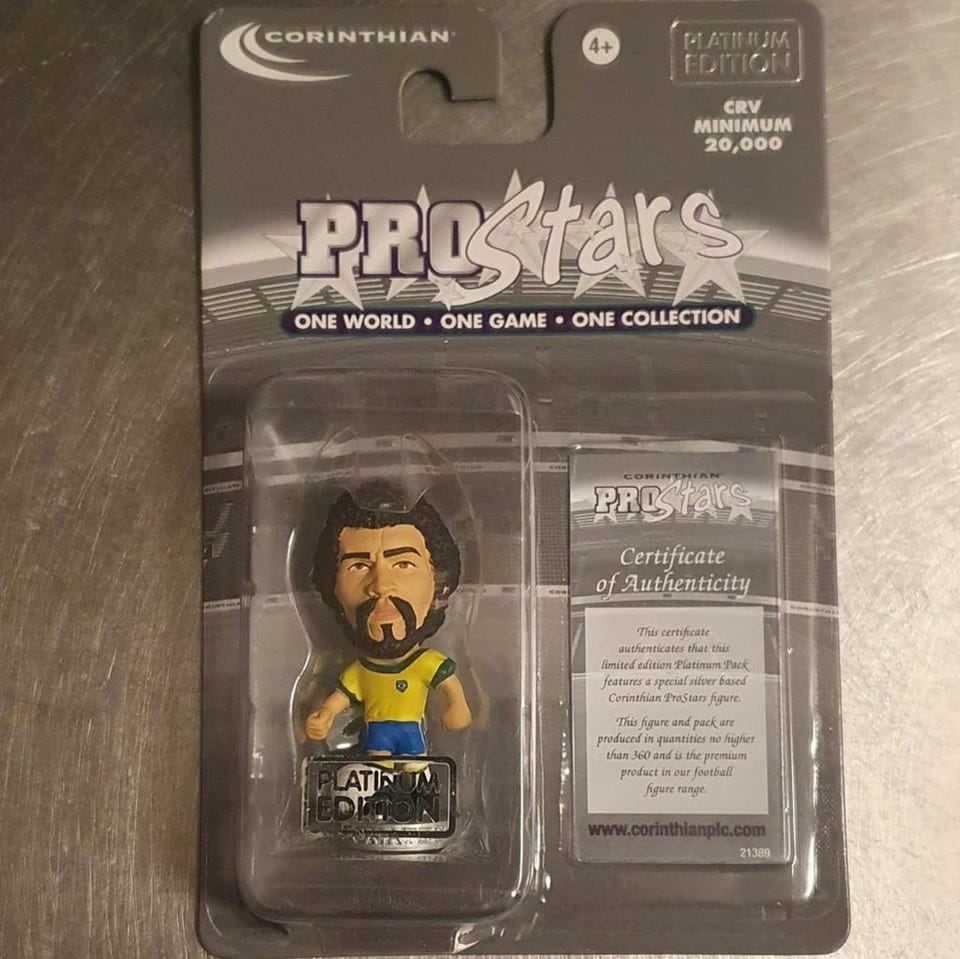 CORINTHIAN
4+
PLATINUM
EDITION
CRV
MINIMUM
20,000
PROStars
ONE WORLD • ONE GAME • ONE COLLECTION
CORINTHIAN
PROStars
Certificate
of Authenticity
This certificate
authenticates that this
limited edition Platinum Pack
features a special silver based
Corinthian ProStars figure.
This figure and pack are
produced in quantities no higher
than 360 and is the premium
product in our football
figure range.
www.corinthianplc.com
21389
PLATINUM
EDITION